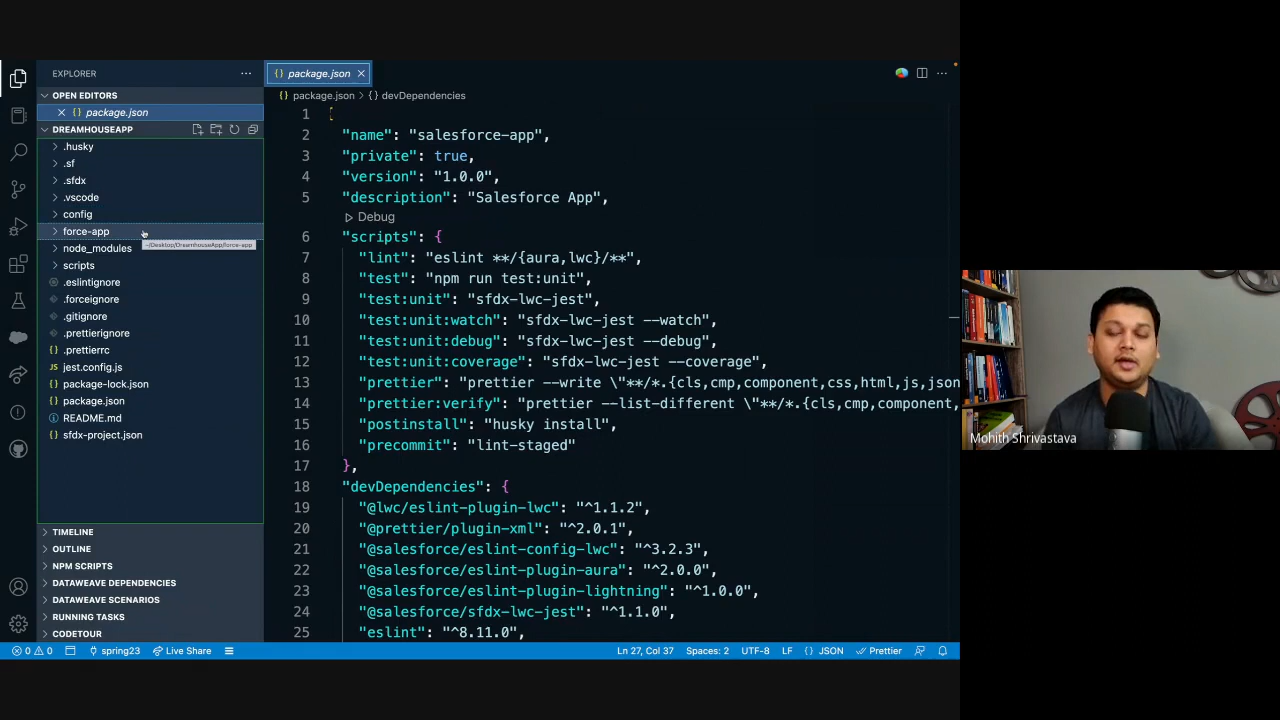 EXPLORER
OPEN EDITORS
package.json
DREAMHOUSEAPP
.husky
.sf
.sfdx
.vscode
config
force-app
~/Desktop/DreamhouseApp/force-app
node_modules
scripts
.eslintignore
.forceignore
.gitignore
.prettierignore
.prettierrc
JS jest.config.js
package-lock.json
package.json
README.md
sfdx-project.json
TIMELINE
OUTLINE
NPM SCRIPTS
DATAWEAVE DEPENDENCIES
DATAWEAVE SCENARIOS
RUNNING TASKS
CODETOUR
{} package.json
{} package.json > {} devDependencies
1 {
2 "name": "salesforce-app",
3 "private": true,
4 "version": "1.0.0",
5 "description": "Salesforce App",
Debug
6 "scripts": {
7 "lint": "eslint **/{aura,lwc}/**",
8 "test": "npm run test:unit",
9 "test:unit": "sfdx-lwc-jest",
10 "test:unit:watch": "sfdx-lwc-jest --watch",
11 "test:unit:debug": "sfdx-lwc-jest --debug",
12 "test:unit:coverage": "sfdx-lwc-jest --coverage",
13 "prettier": "prettier --write \"**/*.{cls,cmp,component,css,html,js,json
14 "prettier:verify": "prettier --list-different \"**/*.{cls,cmp,component,
15 "postinstall": "husky install",
16 "precommit": "lint-staged"
17 },
18 "devDependencies": {
19 "@lwc/eslint-plugin-lwc": "^1.1.2",
20 "@prettier/plugin-xml": "^2.0.1",
21 "@salesforce/eslint-config-lwc": "^3.2.3",
22 "@salesforce/eslint-plugin-aura": "^2.0.0",
23 "@salesforce/eslint-plugin-lightning": "^1.0.0",
24 "@salesforce/sfdx-lwc-jest": "^1.1.0",
25 "eslint": "^8.11.0",
0 0 spring23 Live Share
Ln 27, Col 37 Spaces: 2 UTF-8 LF {} JSON Prettier
Mohith Shrivastava